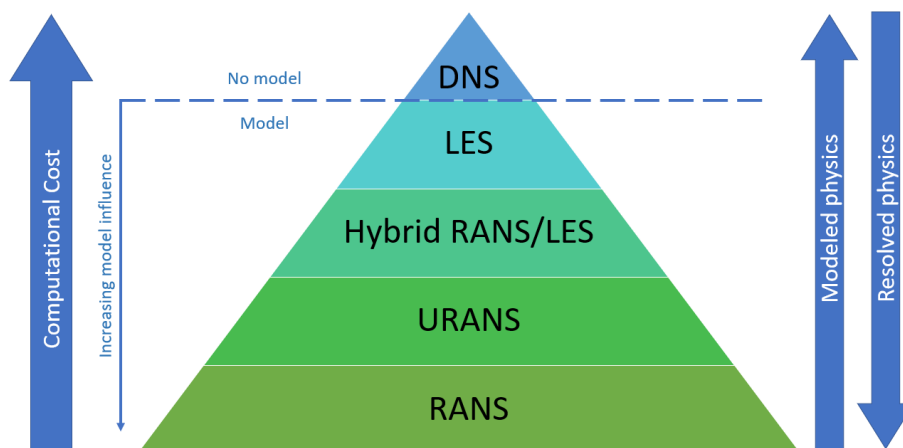 DNS
No model
Model
LES
Hybrid RANS/LES
URANS
RANS
Computational Cost
Increasing model influence
Modeled physics
Resolved physics